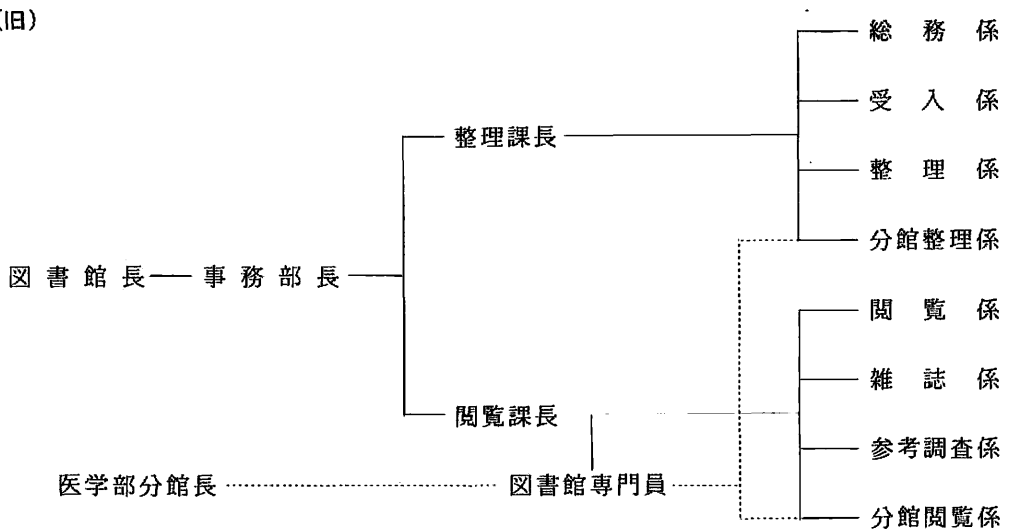 (旧)
総務係
受入係
整理課長
整理係
分館整理係
図書館長 事務部長
閲覧係
雑誌係
閲覧課長
参考調査係
医学部分館長 図書館専門員
分館閲覧係